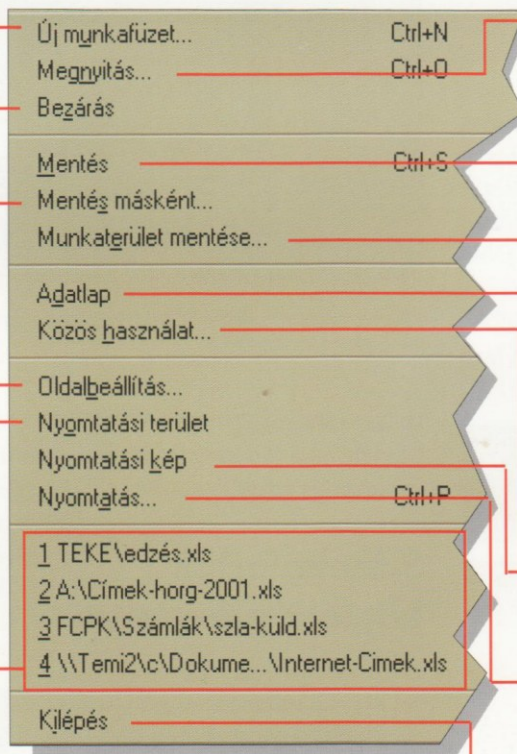 Új munkafüzet... Ctrl+N
Megnyitás... Ctrl+O
Bezárás
Mentés Ctrl+S
Mentés másként...
Munkaterület mentése...
Adatlap
Közös használat...
Oldalbeállítás...
Nyomtatási terület
Nyomtatási kép
Nyomtatás... Ctrl+P
1 TEKE\edzés.xls
2 A:\Címek-horg-2001.xls
3 FCPK\Számlák\szla-küld.xls
4 \\Temi2\c\Dokume...\Internet-Cimek.xls
Kilépés